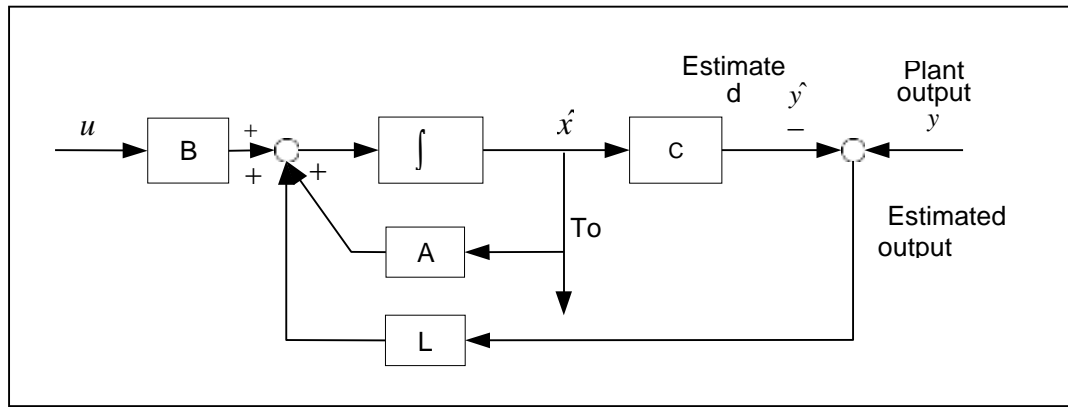 Estimate
d
Plant
output
y
ŷ
−
u
B
+
+
+
∫
x̂
C
To
A
Estimated
output
L